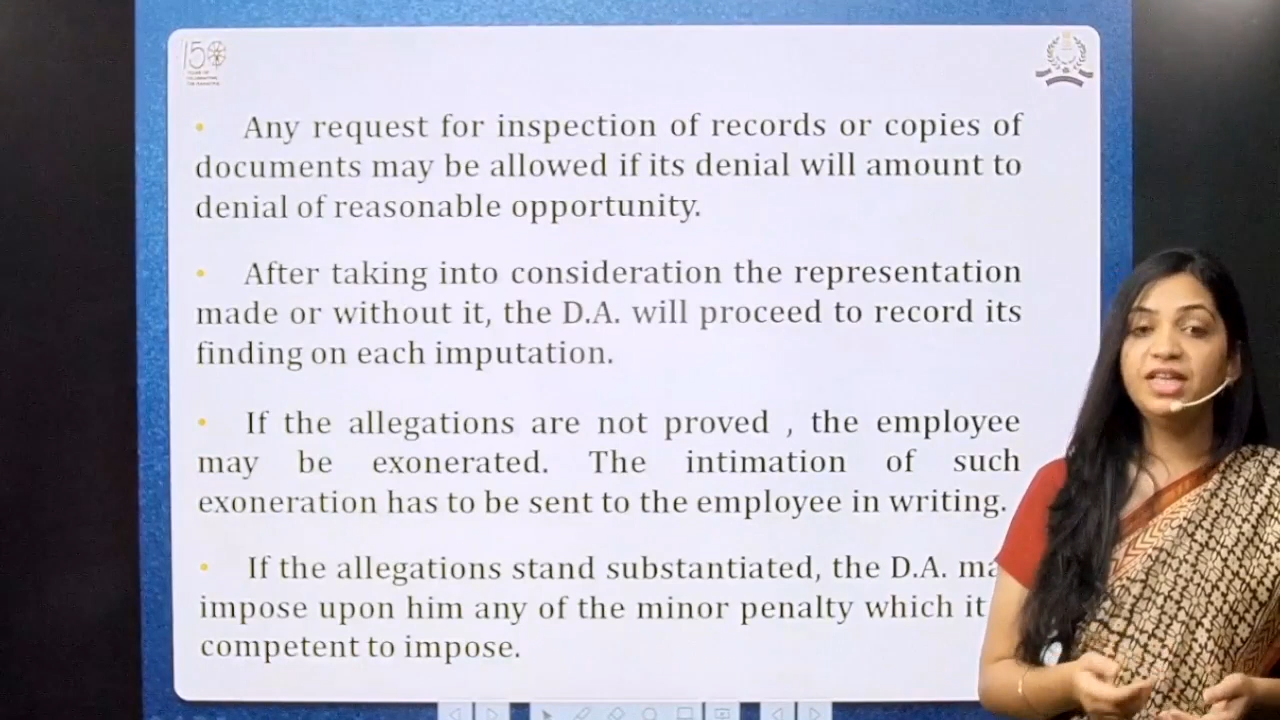 150
• Any request for inspection of records or copies of
documents may be allowed if its denial will amount to
denial of reasonable opportunity.
• After taking into consideration the representation
made or without it, the D.A. will proceed to record its
finding on each imputation.
• If the allegations are not proved , the employee
may be exonerated. The intimation of such
exoneration has to be sent to the employee in writing.
• If the allegations stand substantiated, the D.A.
impose upon him any of the minor penalty which it
competent to impose.